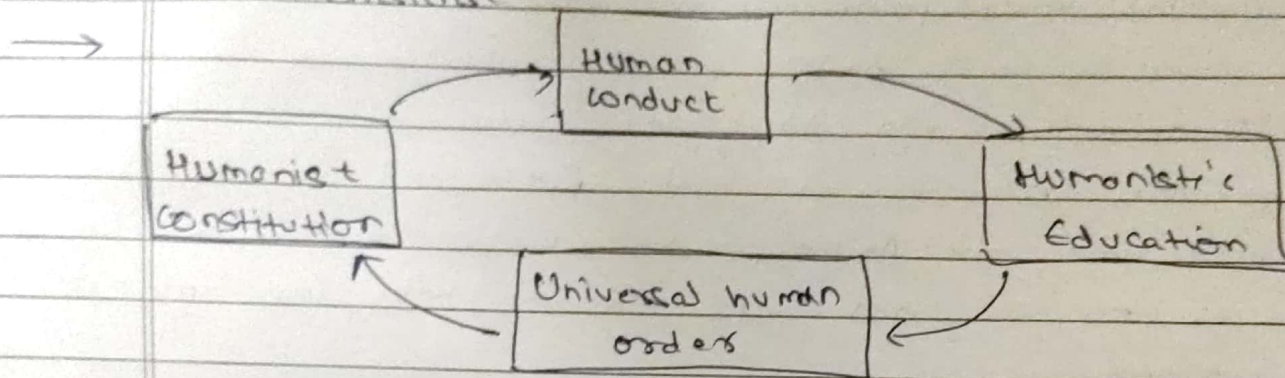 Human
conduct
Humanist
constitution
Humanistic
Education
Universal human
order